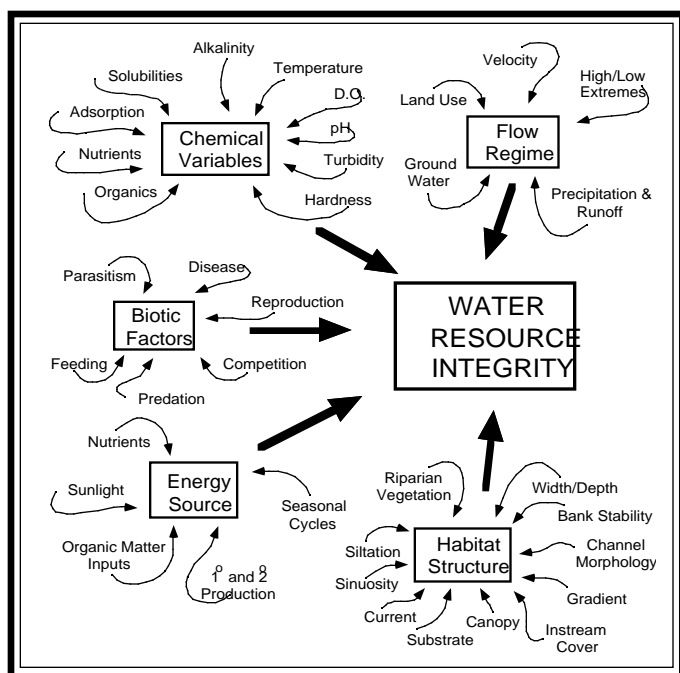 Alkalinity
Solubilities
Temperature
D.O.
Adsorption
pH
Nutrients
Turbidity
Organics
Hardness
Chemical
Variables
Velocity
High/Low
Extremes
Land Use
Flow
Regime
Ground
Water
Precipitation &
Runoff
Parasitism
Disease
Reproduction
Biotic
Factors
Feeding
Competition
Predation
WATER
RESOURCE
INTEGRITY
Nutrients
Sunlight
Energy
Source
Seasonal
Cycles
Organic Matter
Inputs
1° and 2°
Production
Riparian
Vegetation
Width/Depth
Bank Stability
Siltation
Habitat
Structure
Channel
Morphology
Sinuosity
Gradient
Current
Substrate
Canopy
Instream
Cover